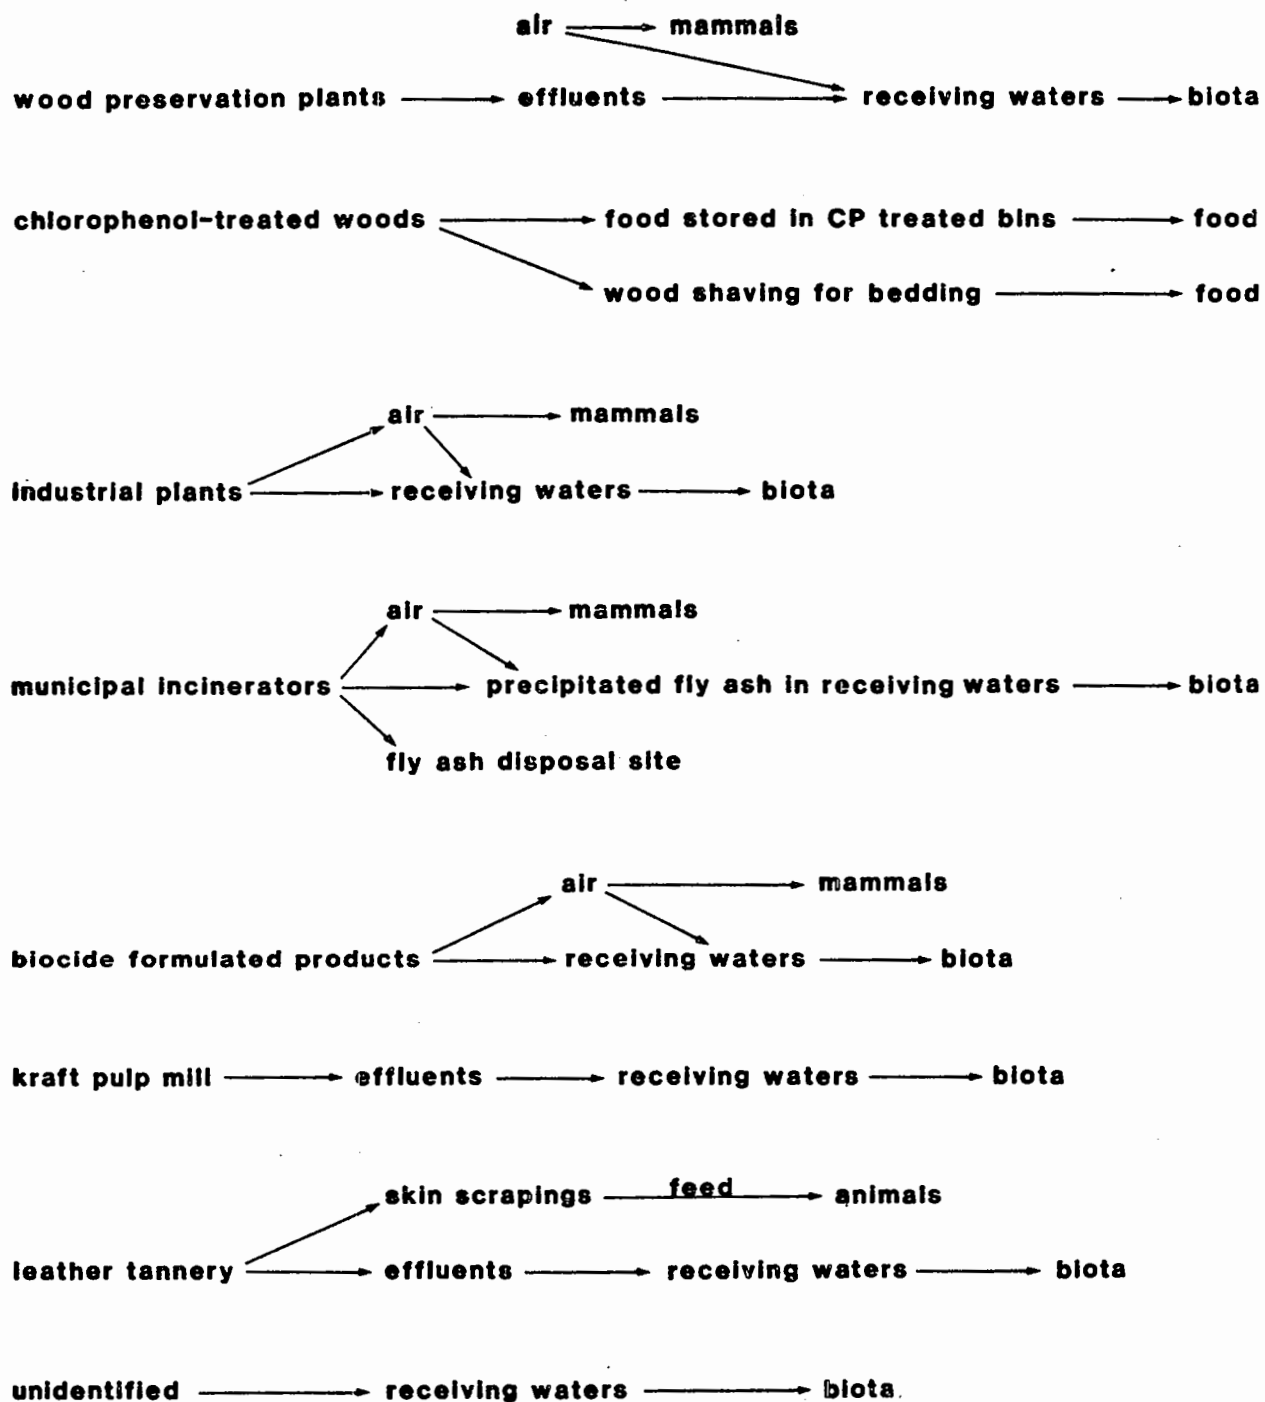 air mammals
wood preservation plants effluents receiving waters biota
chlorophenol-treated woods food stored in CP treated bins food
wood shaving for bedding food
air mammals
industrial plants receiving waters biota
air mammals
municipal incinerators precipitated fly ash in receiving waters biota
fly ash disposal site
air mammals
biocide formulated products receiving waters biota
kraft pulp mill effluents receiving waters biota
skin scrapings feed animals
leather tannery effluents receiving waters biota
unidentified receiving waters biota